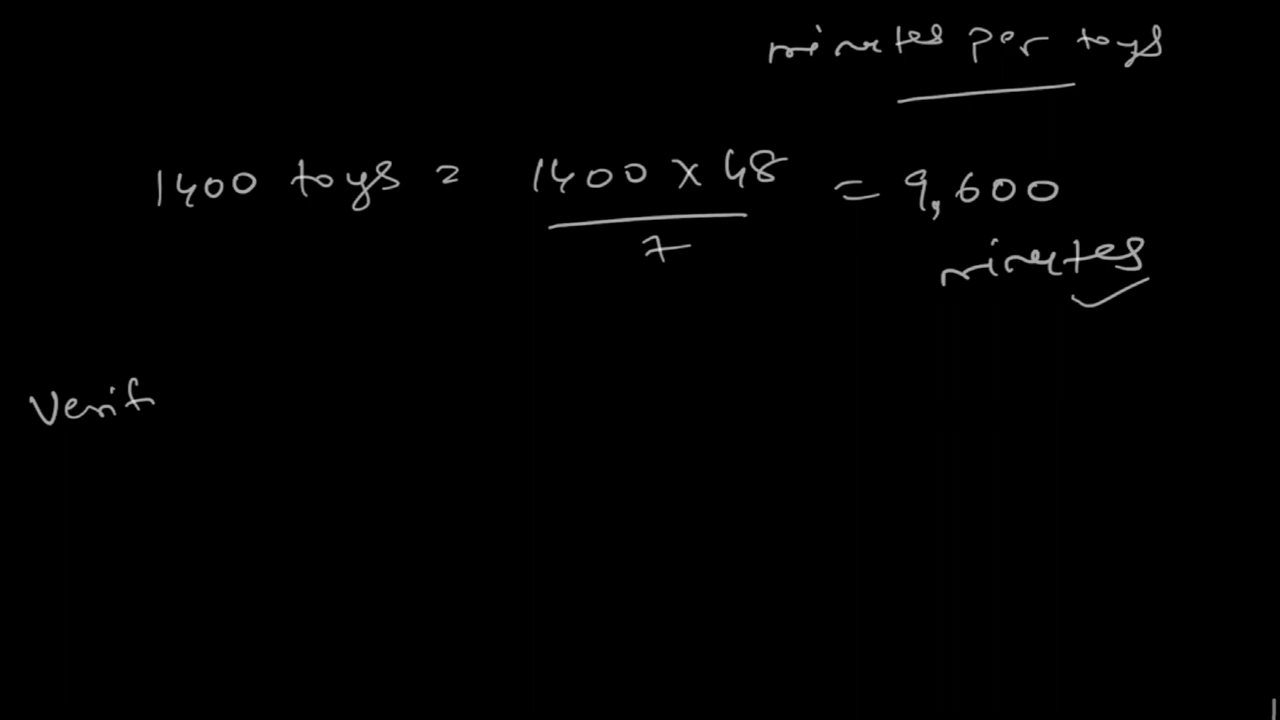 minutes per toys
1400 toys = 1400 x 48 / 7 = 9,600
minutes
Verif